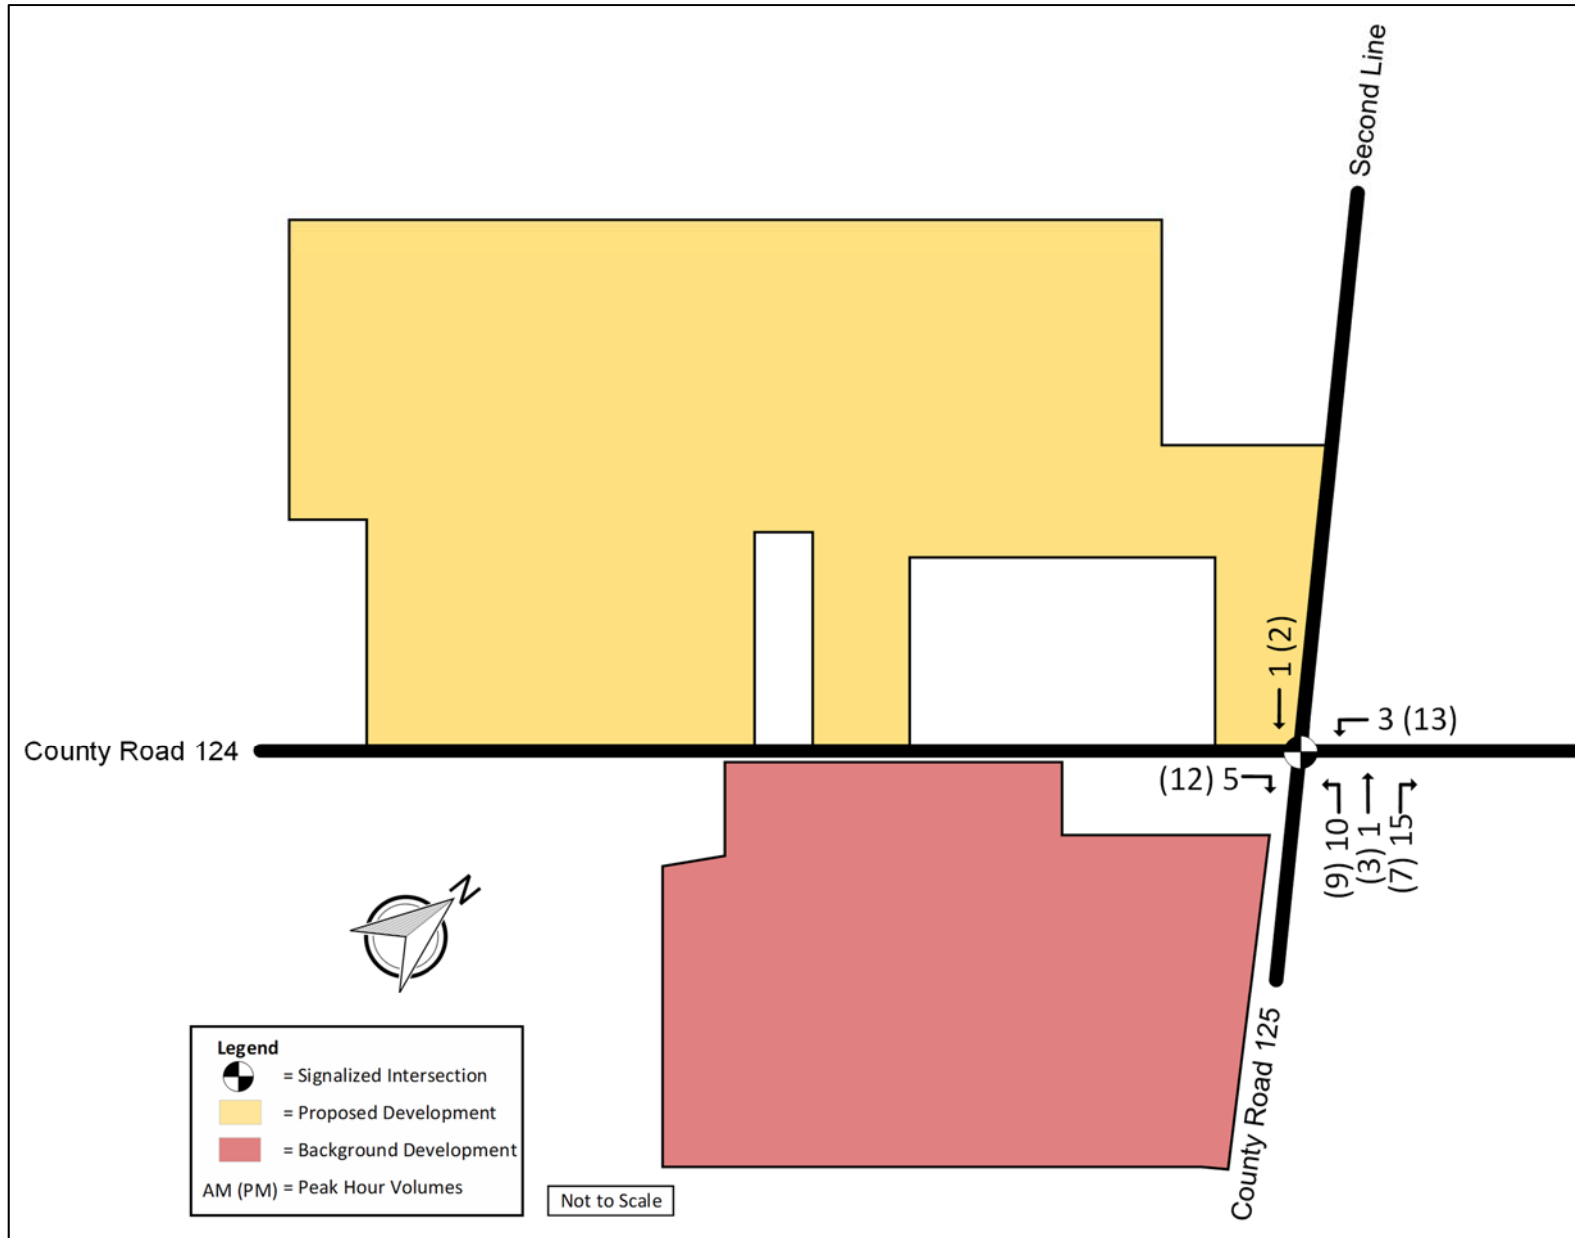 Second Line
1 (2)
3 (13)
County Road 124
(12) 5
(9) 10
(3) 1
(7) 15
N
County Road 125
Legend
= Signalized Intersection
= Proposed Development
= Background Development
AM (PM) = Peak Hour Volumes
Not to Scale